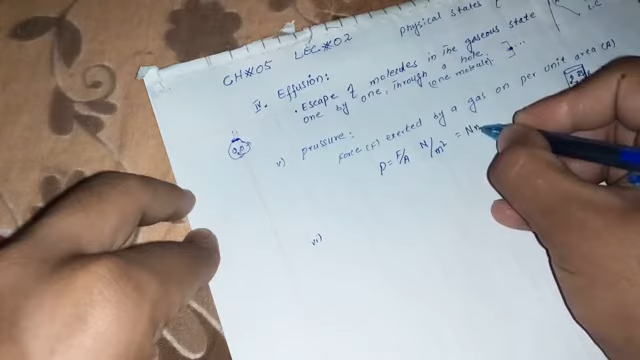 CH#05 LEC#02 Physical states
LC
iv. Effusion:
• Escape of molecules in the gaseous state
one by one, through a hole.
(one molecule)
v) Pressure:
Force (F) exerted by a gas on per unit area (A)
P = F/A N/m² = N
vi)